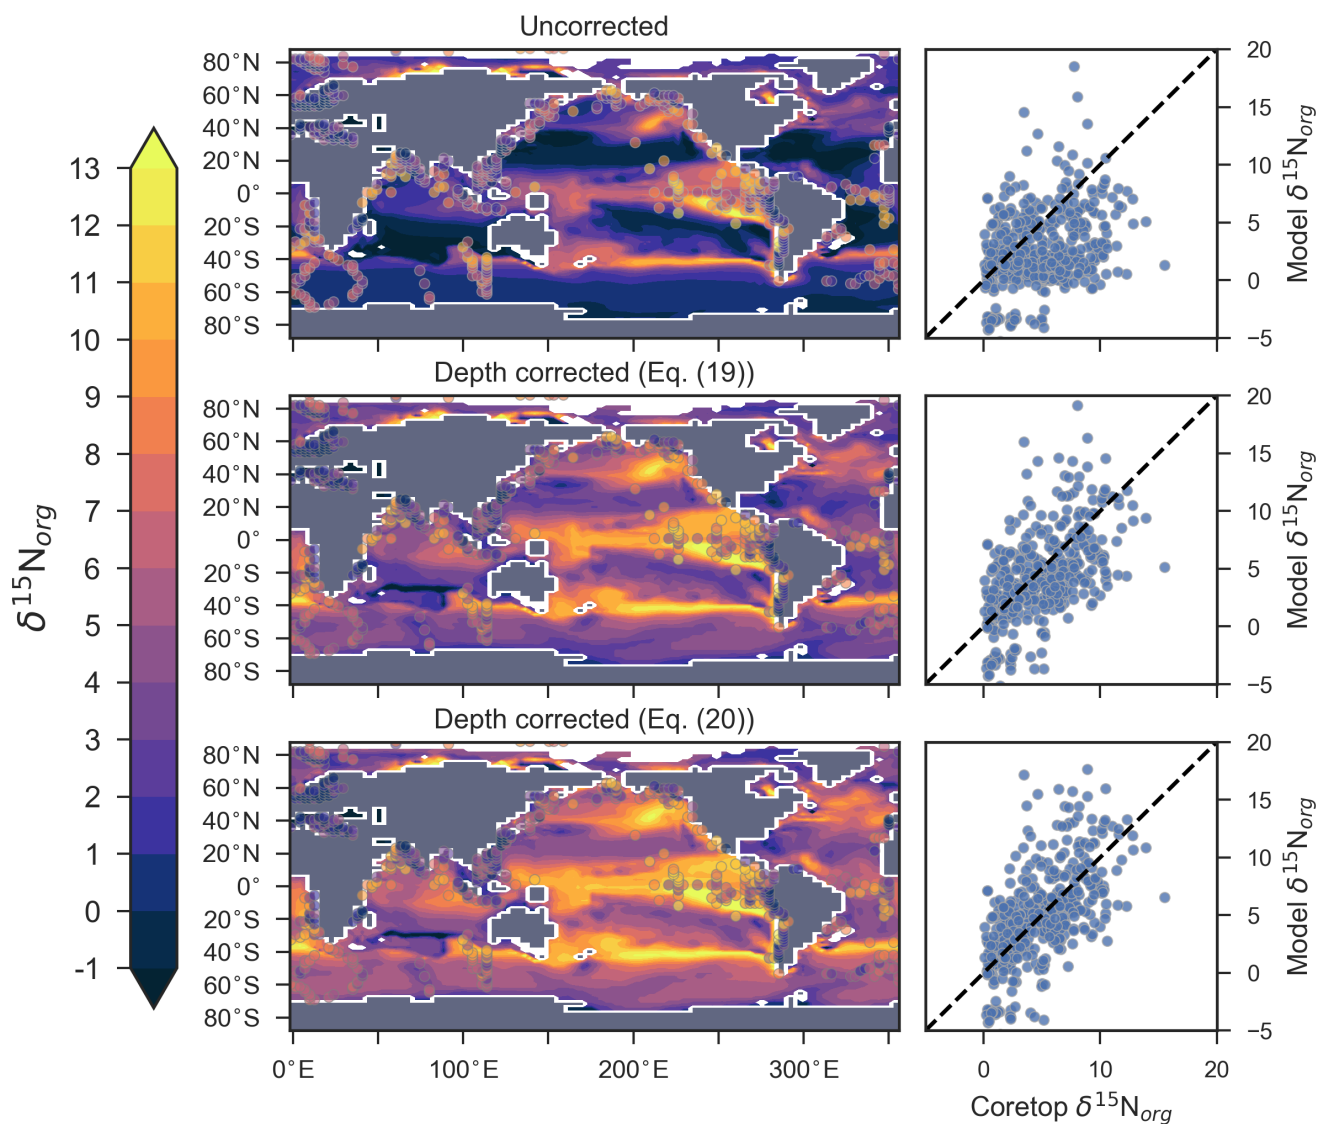 Uncorrected
80°N
60°N
40°N
20°N
0°
20°S
40°S
60°S
80°S
20
15
10
5
0
−5
Model δ¹⁵Norg
Depth corrected (Eq. (19))
80°N
60°N
40°N
20°N
0°
20°S
40°S
60°S
80°S
20
15
10
5
0
−5
Model δ¹⁵Norg
Depth corrected (Eq. (20))
80°N
60°N
40°N
20°N
0°
20°S
40°S
60°S
80°S
0°E
100°E
200°E
300°E
20
15
10
5
0
−5
Model δ¹⁵Norg
0
10
20
Coretop δ¹⁵Norg
13
12
11
10
9
8
7
6
5
4
3
2
1
0
-1
δ¹⁵Norg